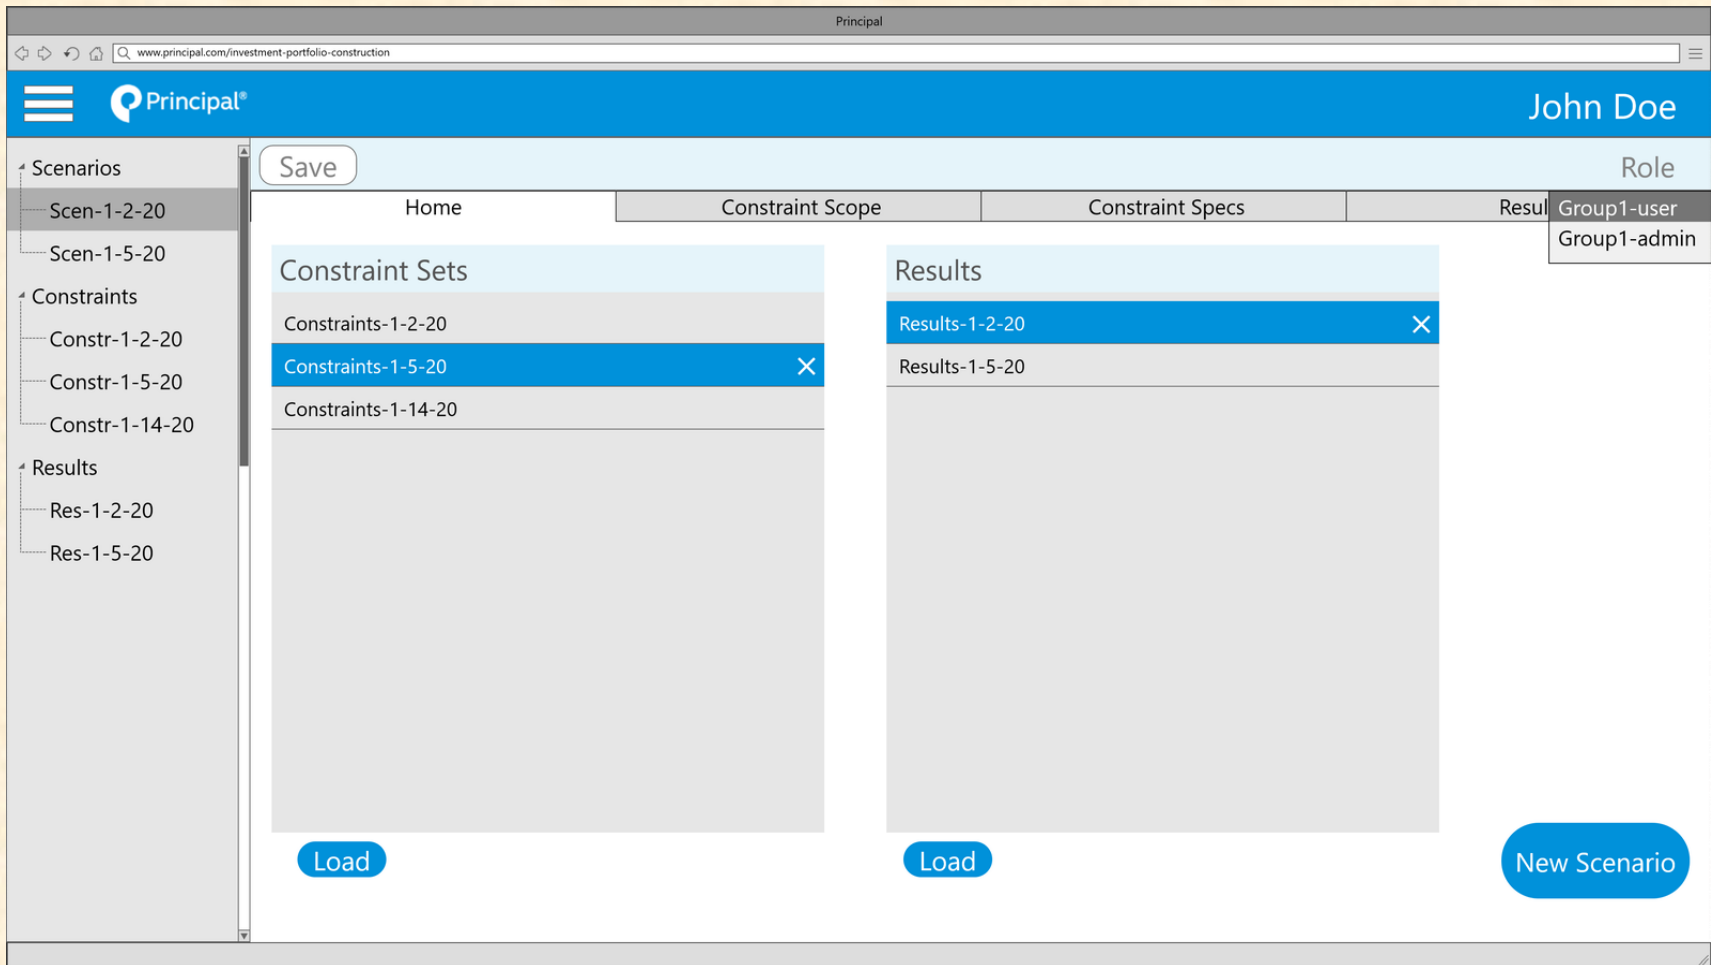 Principal
www.principal.com/investment-portfolio-construction
Principal®
John Doe
Scenarios
Scen-1-2-20
Scen-1-5-20
Constraints
Constr-1-2-20
Constr-1-5-20
Constr-1-14-20
Results
Res-1-2-20
Res-1-5-20
Save
Role
Home
Constraint Scope
Constraint Specs
Resul
Group1-user
Group1-admin
Constraint Sets
Constraints-1-2-20
Constraints-1-5-20
Constraints-1-14-20
Load
Results
Results-1-2-20
Results-1-5-20
Load
New Scenario